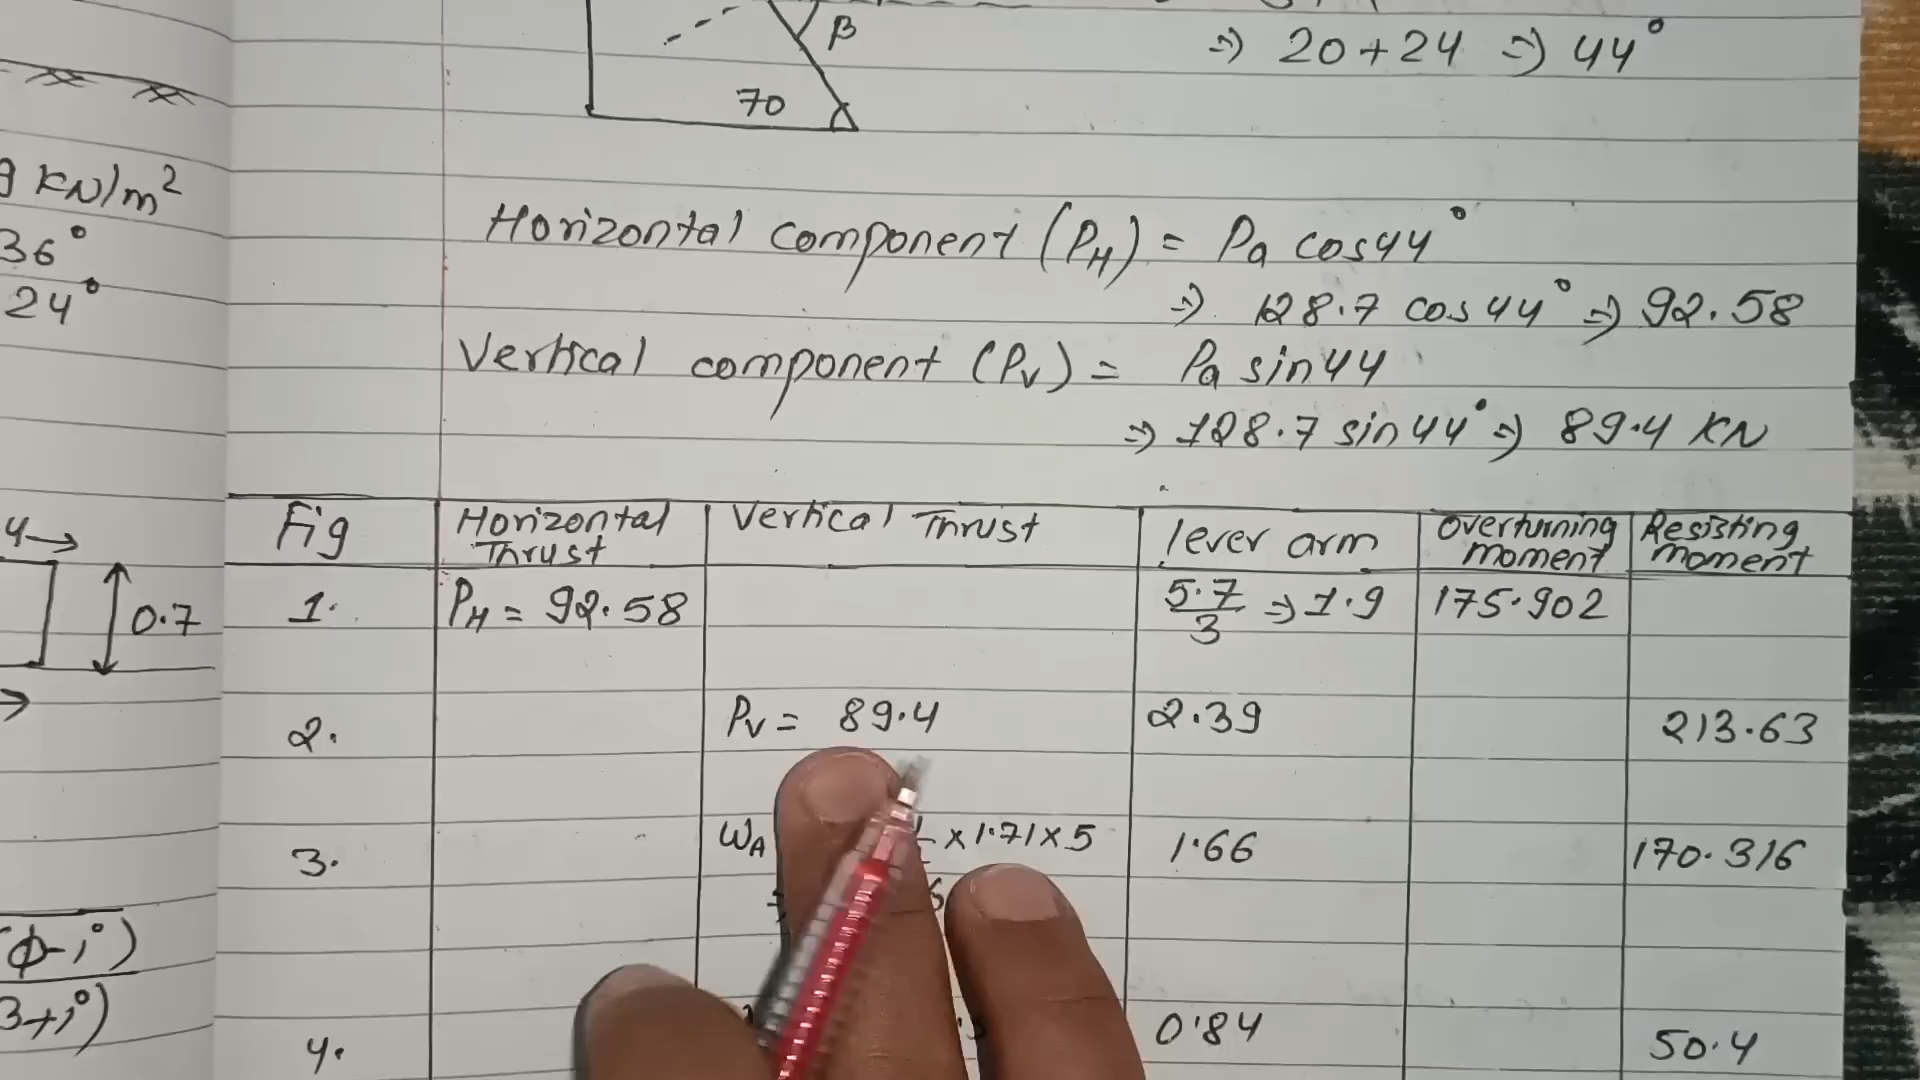 β
70
⇒ 20+24 ⇒ 44°
KN/m²
36°
24°
Horizontal component (PH) = Pa cos44°
⇒ 128.7 cos44° ⇒ 92.58
Vertical component (Pv) = Pa sin44
⇒ 128.7 sin44° ⇒ 89.4 KN
4→
0.7
(φ-i°)
+i°)
Fig Horizontal Thrust Vertical Thrust lever arm overturning moment Resisting moment
1. PH = 92.58 5.7/3 ⇒ 1.9 175.902
2. Pv = 89.4 2.39 213.63
3. WA x 1.71 x 5 1.66 170.316
4. 0.84 50.4